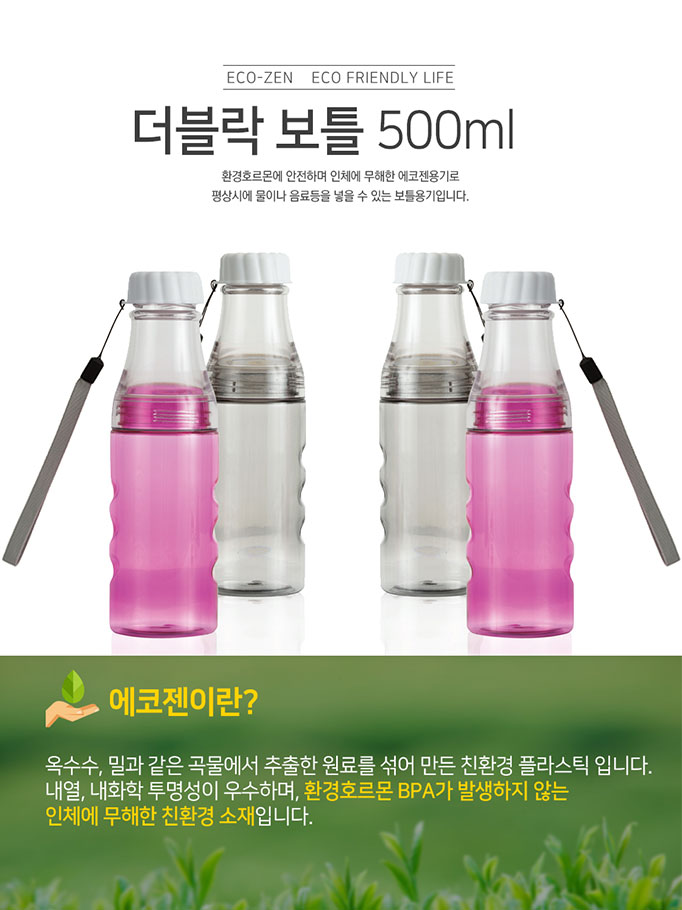 ECO-ZEN ECO FRIENDLY LIFE
더블락 보틀 500ml
환경호르몬에 안전하며 인체에 무해한 에코젠용기로
평상시에 물이나 음료등을 넣을 수 있는 보틀용기입니다.
에코젠이란?
옥수수, 밀과 같은 곡물에서 추출한 원료를 섞어 만든 친환경 플라스틱 입니다.
내열, 내화학 투명성이 우수하며, 환경호르몬 BPA가 발생하지 않는
인체에 무해한 친환경 소재입니다.